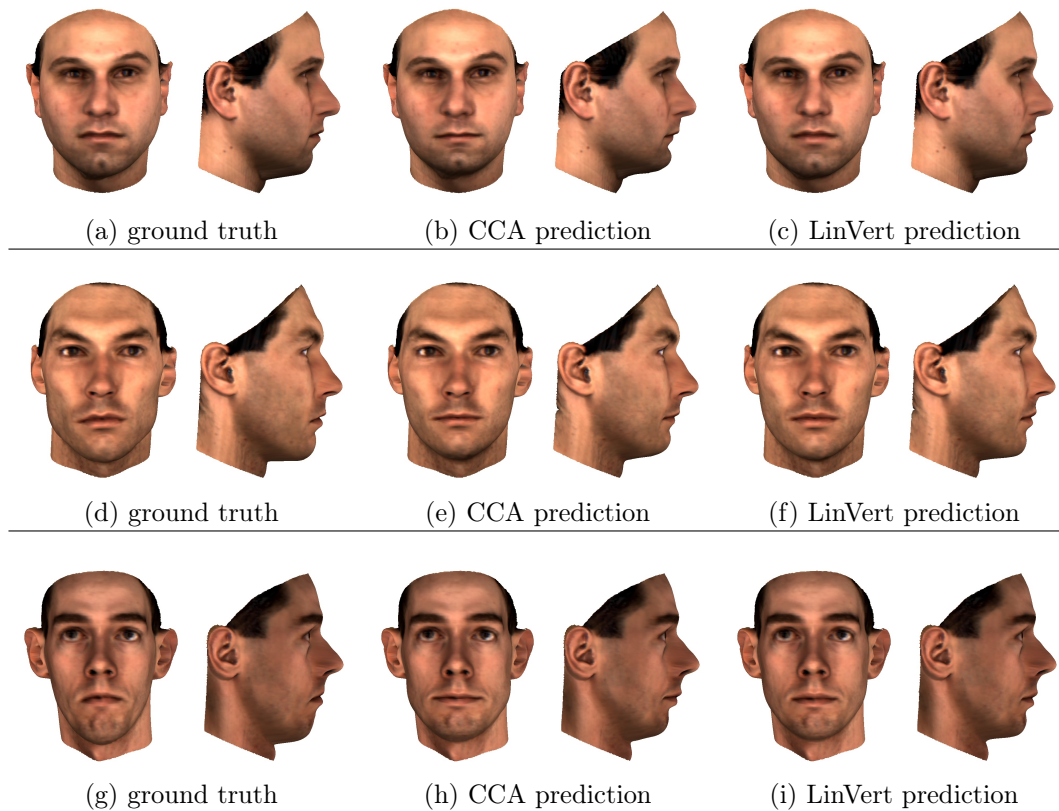 (a) ground truth
(b) CCA prediction
(c) LinVert prediction
(d) ground truth
(e) CCA prediction
(f) LinVert prediction
(g) ground truth
(h) CCA prediction
(i) LinVert prediction